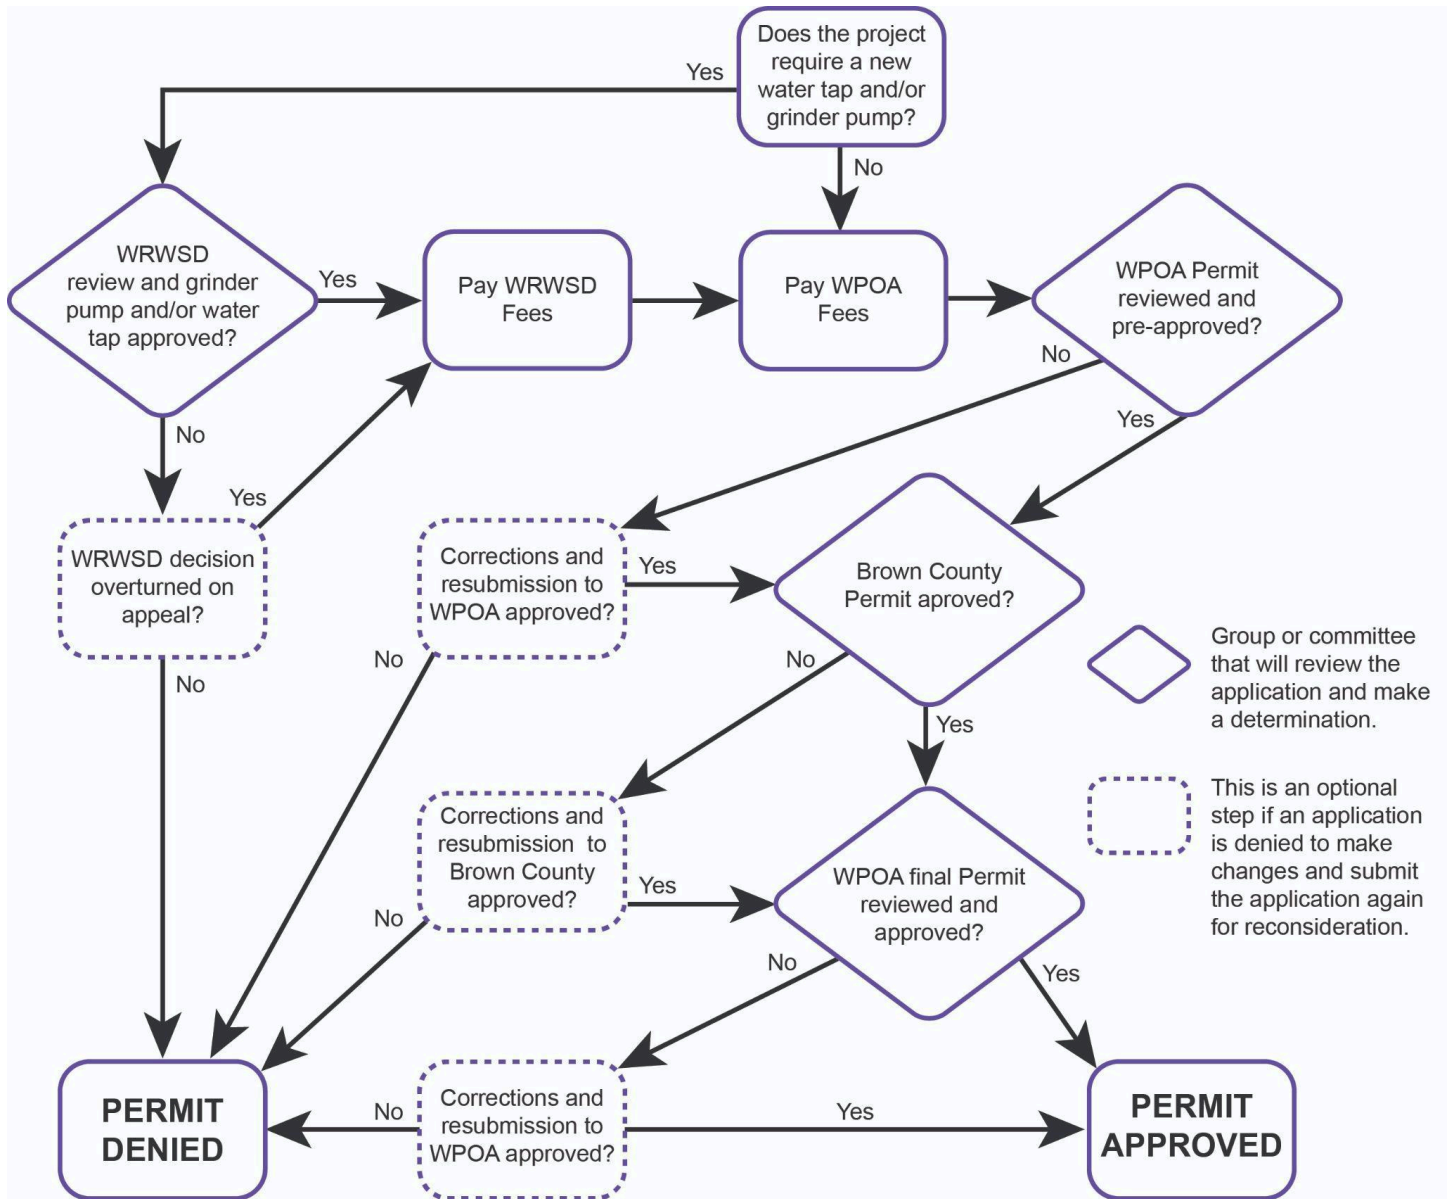 Does the project
require a new
water tap and/or
grinder pump?
Yes
No
WRWSD
review and grinder
pump and/or water
tap approved?
Yes
Pay WRWSD
Fees
Pay WPOA
Fees
WPOA Permit
reviewed and
pre-approved?
No
Yes
No
Yes
WRWSD decision
overturned on
appeal?
No
Corrections and
resubmission to
WPOA approved?
Yes
No
Brown County
Permit aproved?
No
Yes
Group or committee
that will review the
application and make
a determination.
This is an optional
step if an application
is denied to make
changes and submit
the application again
for reconsideration.
Corrections and
resubmission to
Brown County
approved?
Yes
No
WPOA final Permit
reviewed and
approved?
No
Yes
PERMIT
DENIED
No
Corrections and
resubmission to
WPOA approved?
Yes
PERMIT
APPROVED